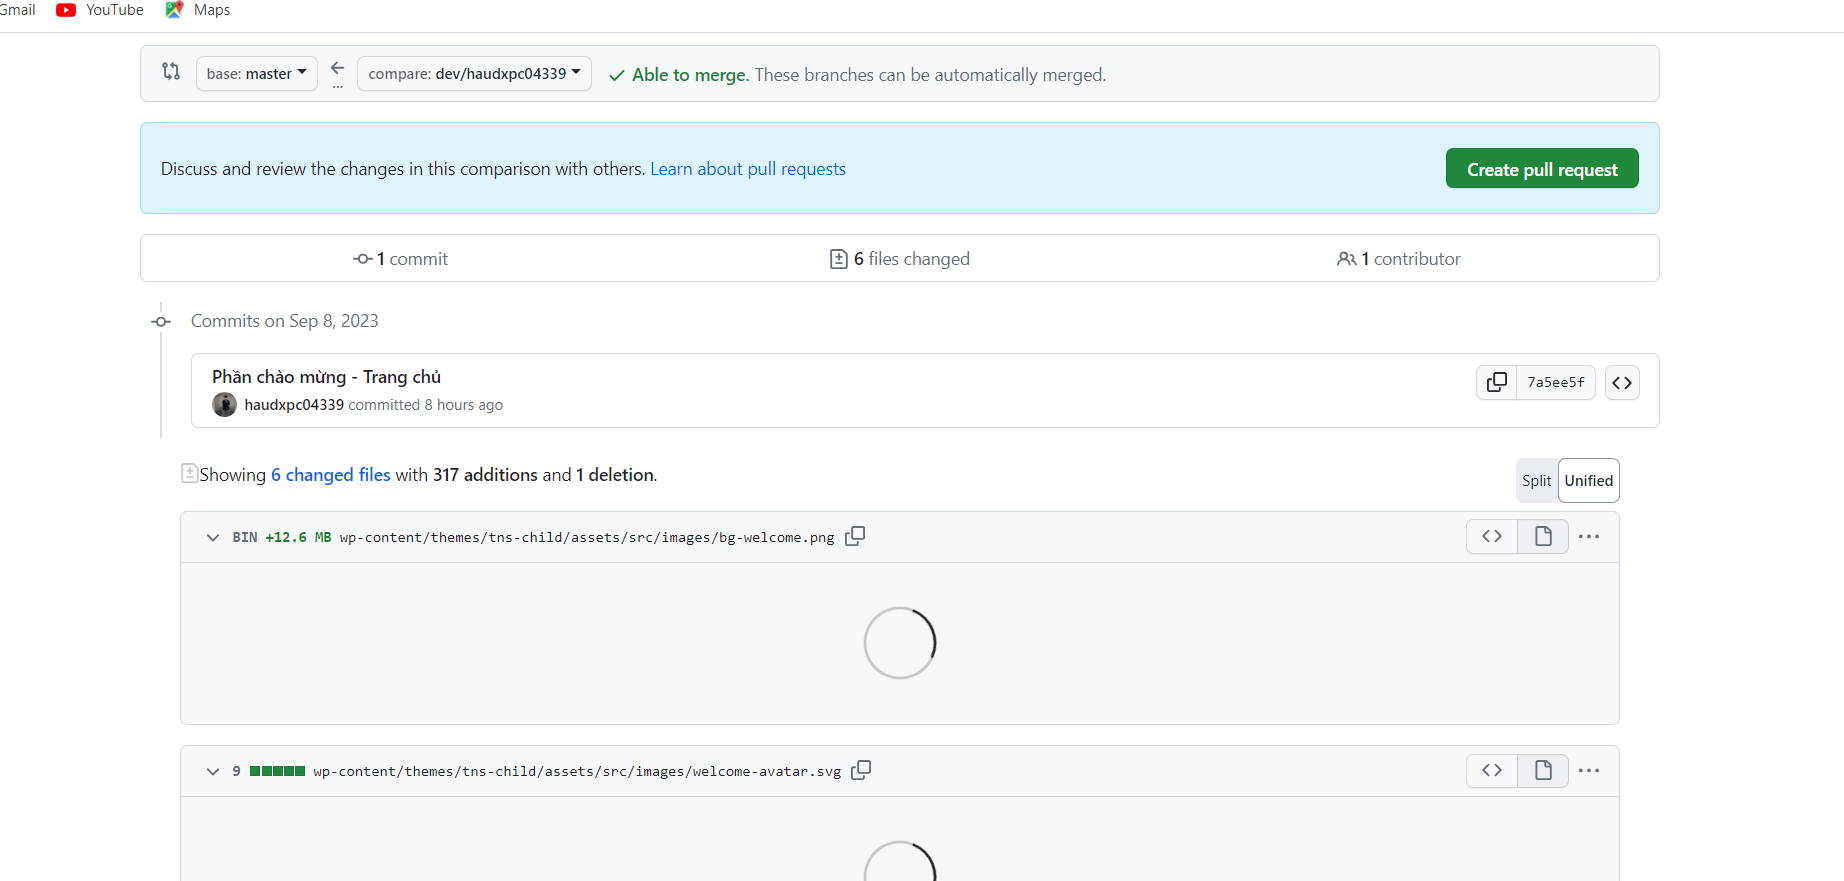 Gmail YouTube Maps
base: master compare: dev/haudxpc04339 Able to merge. These branches can be automatically merged.
...
Discuss and review the changes in this comparison with others. Learn about pull requests Create pull request
1 commit 6 files changed 1 contributor
Commits on Sep 8, 2023
Phần chào mừng - Trang chủ
7a5ee5f
haudxpc04339 committed 8 hours ago
Showing 6 changed files with 317 additions and 1 deletion.
Split Unified
BIN +12.6 MB wp-content/themes/tns-child/assets/src/images/bg-welcome.png
9 wp-content/themes/tns-child/assets/src/images/welcome-avatar.svg